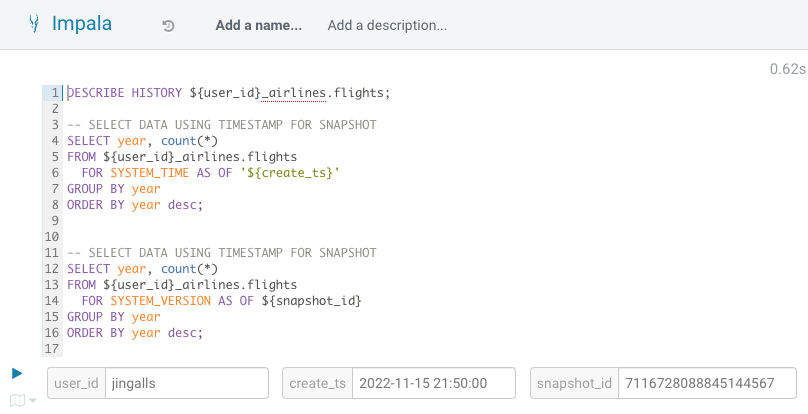 Impala Add a name... Add a description...
0.62s
1 DESCRIBE HISTORY ${user_id}_airlines.flights;
2
3 -- SELECT DATA USING TIMESTAMP FOR SNAPSHOT
4 SELECT year, count(*)
5 FROM ${user_id}_airlines.flights
6 FOR SYSTEM_TIME AS OF '${create_ts}'
7 GROUP BY year
8 ORDER BY year desc;
9
10
11 -- SELECT DATA USING TIMESTAMP FOR SNAPSHOT
12 SELECT year, count(*)
13 FROM ${user_id}_airlines.flights
14 FOR SYSTEM_VERSION AS OF ${snapshot_id}
15 GROUP BY year
16 ORDER BY year desc;
17
user_id jingalls create_ts 2022-11-15 21:50:00 snapshot_id 7116728088845144567